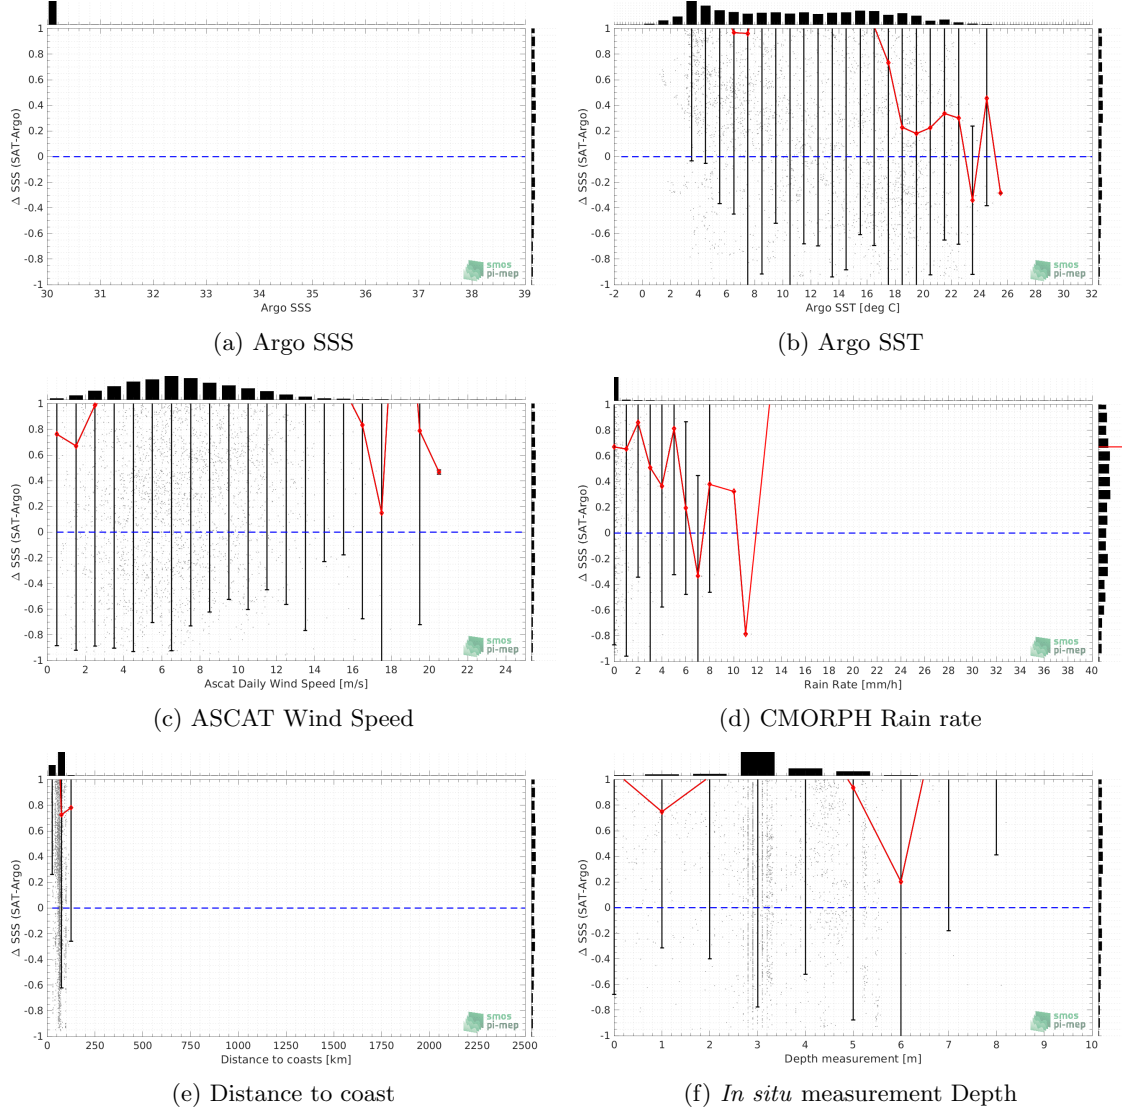 1
0.8
0.6
0.4
0.2
0
-0.2
-0.4
-0.6
-0.8
-1
Δ SSS (SAT-Argo)
smos
pi-mep
30 31 32 33 34 35 36 37 38 39
Argo SSS
(a) Argo SSS
1
0.8
0.6
0.4
0.2
0
-0.2
-0.4
-0.6
-0.8
-1
Δ SSS (SAT-Argo)
smos
pi-mep
-2 0 2 4 6 8 10 12 14 16 18 20 22 24 26 28 30 32
Argo SST [deg C]
(b) Argo SST
1
0.8
0.6
0.4
0.2
0
-0.2
-0.4
-0.6
-0.8
-1
Δ SSS (SAT-Argo)
smos
pi-mep
0 2 4 6 8 10 12 14 16 18 20 22 24
Ascat Daily Wind Speed [m/s]
(c) ASCAT Wind Speed
1
0.8
0.6
0.4
0.2
0
-0.2
-0.4
-0.6
-0.8
-1
Δ SSS (SAT-Argo)
smos
pi-mep
0 2 4 6 8 10 12 14 16 18 20 22 24 26 28 30 32 34 36 38 40
Rain Rate [mm/h]
(d) CMORPH Rain rate
1
0.8
0.6
0.4
0.2
0
-0.2
-0.4
-0.6
-0.8
-1
Δ SSS (SAT-Argo)
smos
pi-mep
0 250 500 750 1000 1250 1500 1750 2000 2250 2500
Distance to coasts [km]
(e) Distance to coast
1
0.8
0.6
0.4
0.2
0
-0.2
-0.4
-0.6
-0.8
-1
Δ SSS (SAT-Argo)
smos
pi-mep
0 1 2 3 4 5 6 7 8 9 10
Depth measurement [m]
(f) In situ measurement Depth